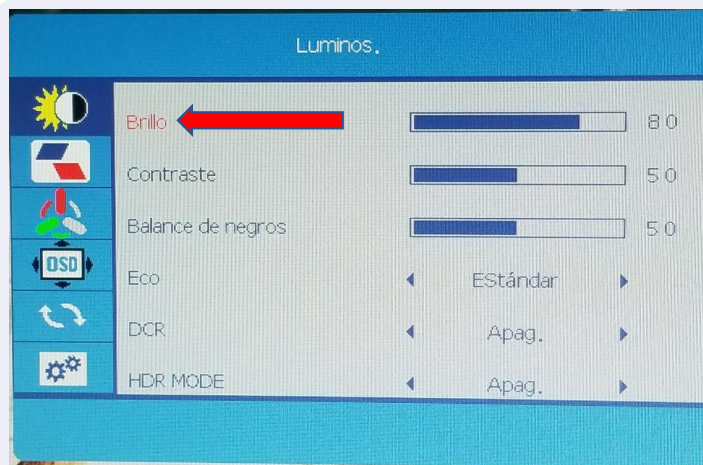 Luminos.
Brillo 80
Contraste 50
Balance de negros 50
OSD
Eco EStándar
DCR Apag.
HDR MODE Apag.